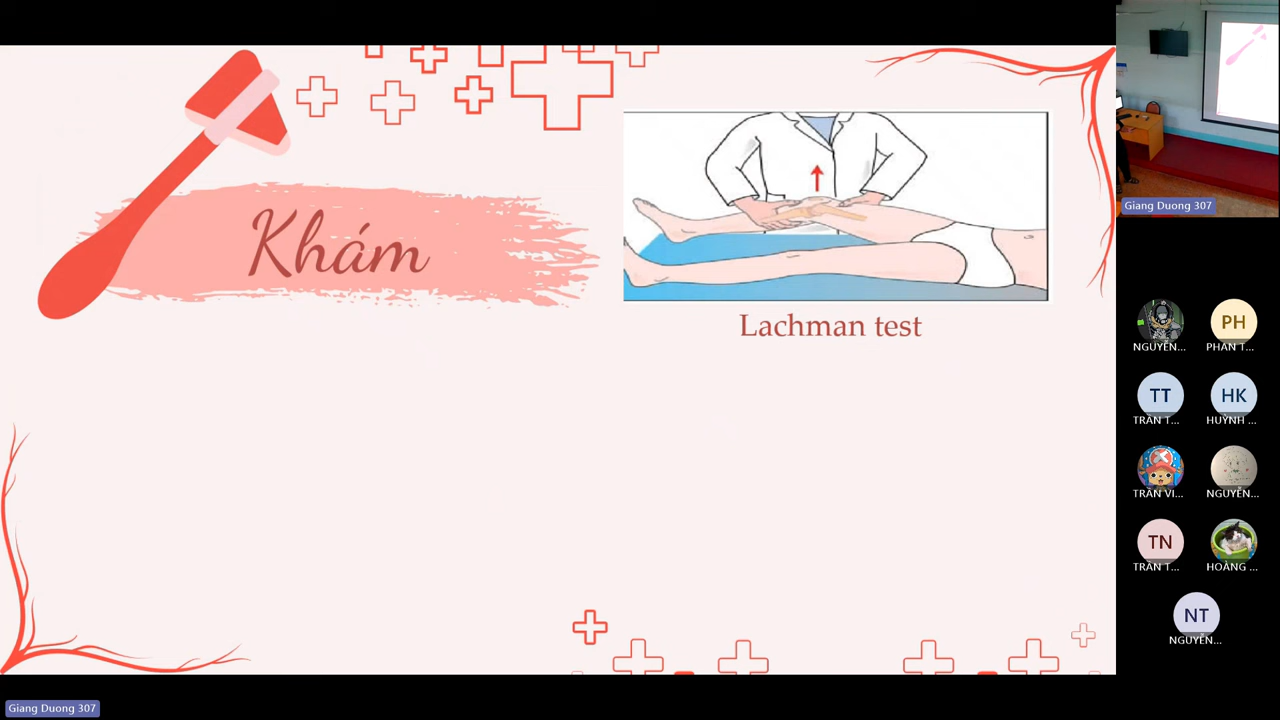 Khám
Lachman test
Giang Duong 307
NGUYỄN...
PH
PHAN T...
TT
TRẦN T...
HK
HUỲNH ...
TRẦN VI...
NGUYỄN...
TN
TRẦN T...
HOÀNG ...
NT
NGUYỄN...
Giang Duong 307